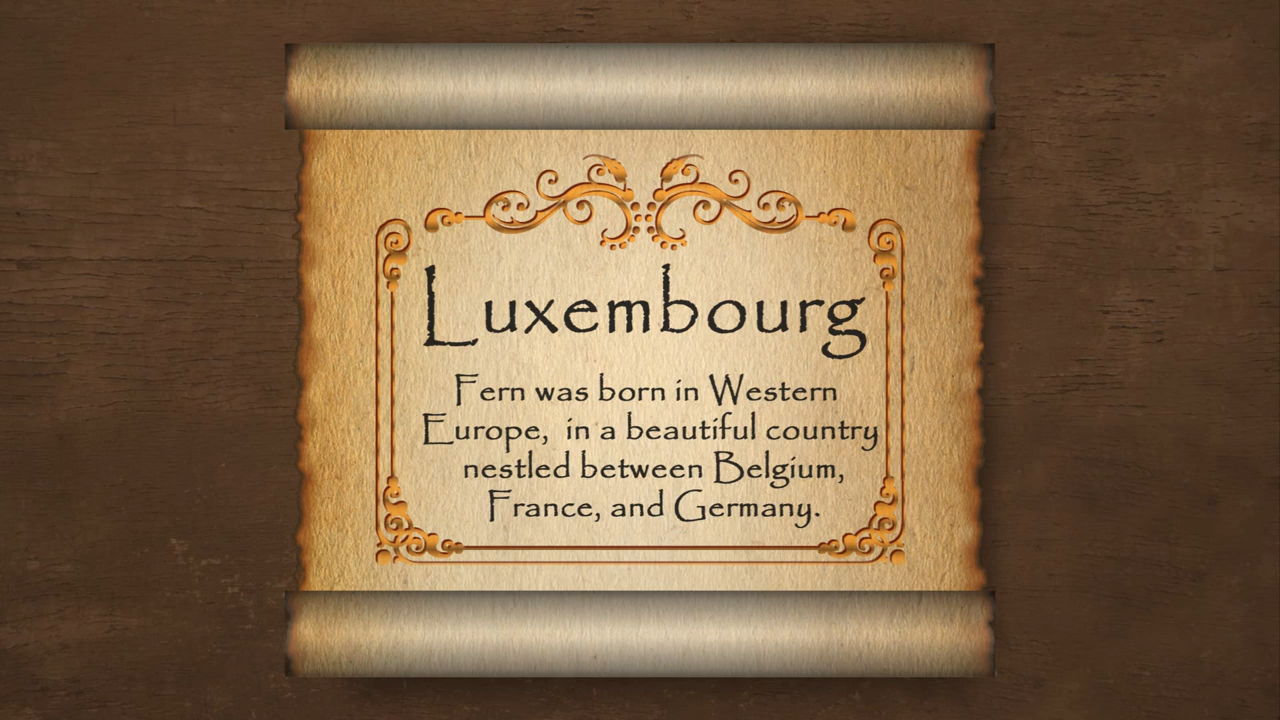 Luxembourg
Fern was born in Western
Europe, in a beautiful country
nestled between Belgium,
France, and Germany.